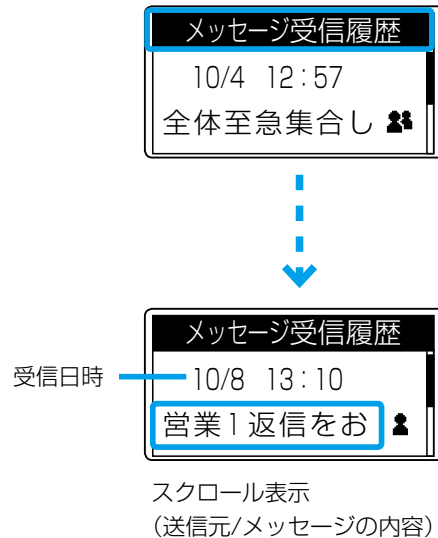 メッセージ受信履歴
10/4 12:57
全体至急集合し
メッセージ受信履歴
受信日時
10/8 13:10
営業1返信をお
スクロール表示
（送信元/メッセージの内容）